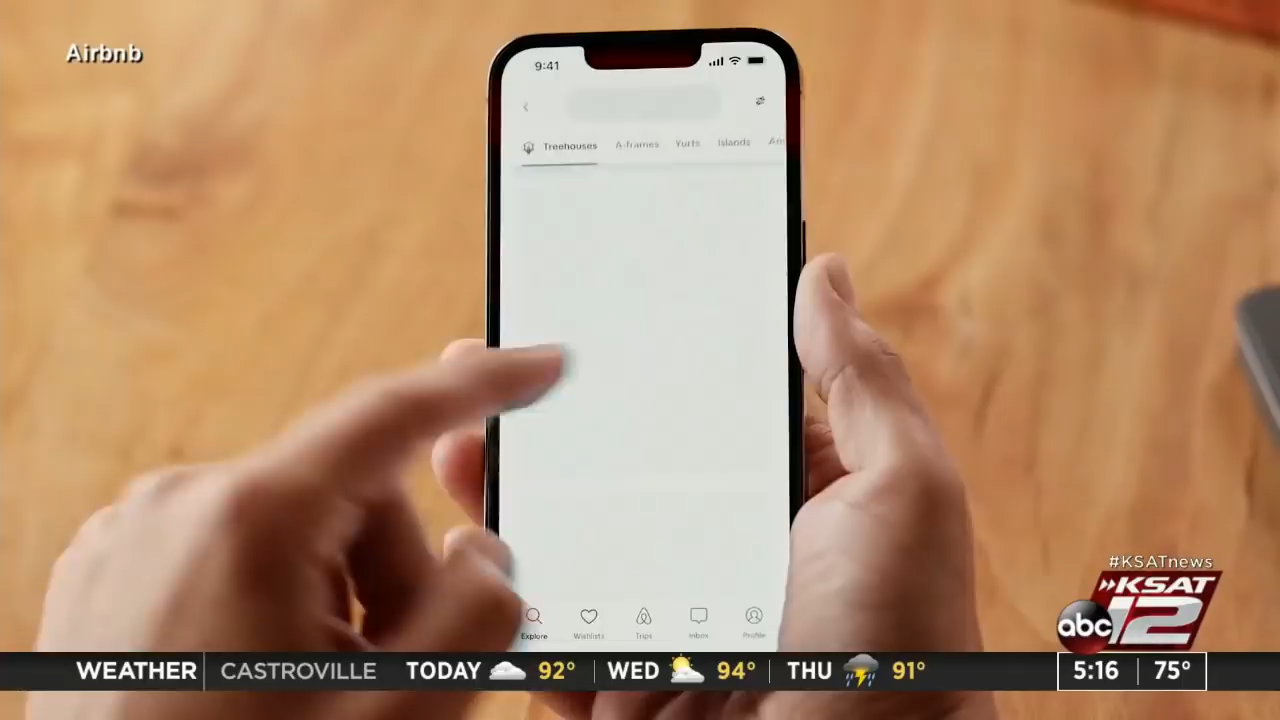 Airbnb
9:41
Treehouses A-frames Yurts Islands
Explore Wishlists Trips Inbox Profile
#KSATnews
KSAT
abc 12
WEATHER CASTROVILLE TODAY 92° WED 94° THU 91° 5:16 75°